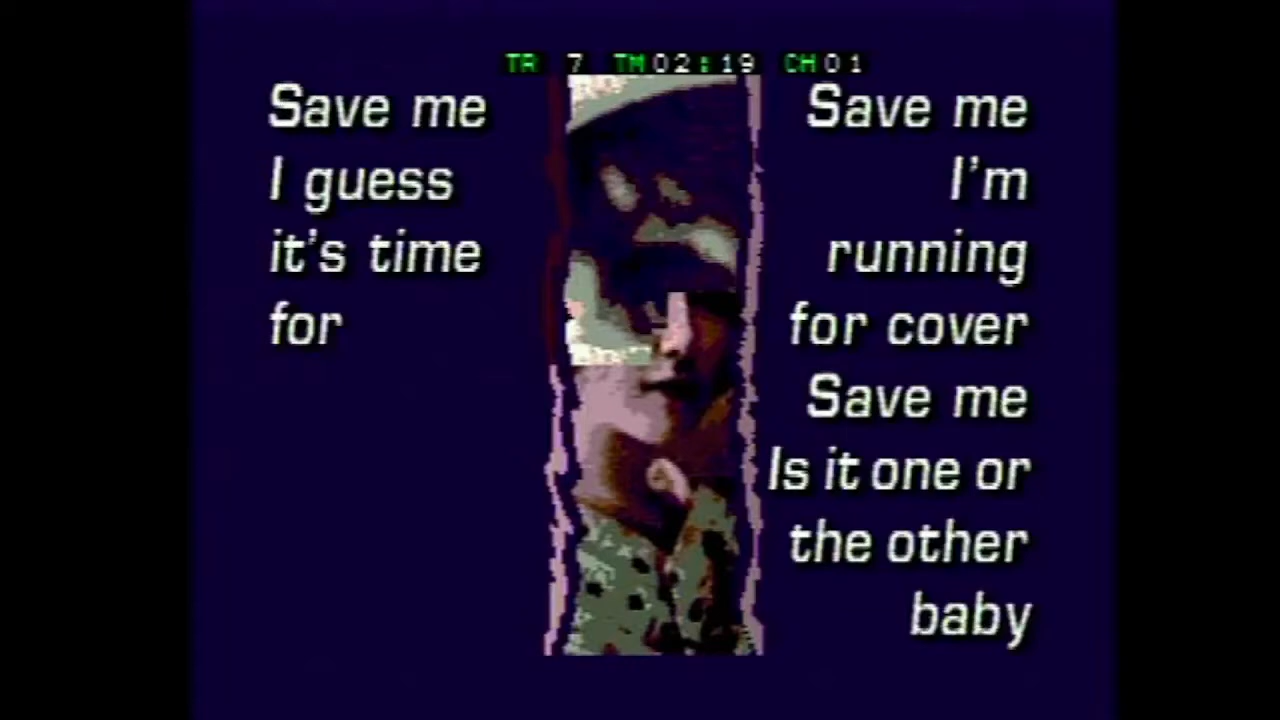 TR 7 TM02:19 CH01
Save me
I guess
it's time
for
Save me
I'm
running
for cover
Save me
Is it one or
the other
baby